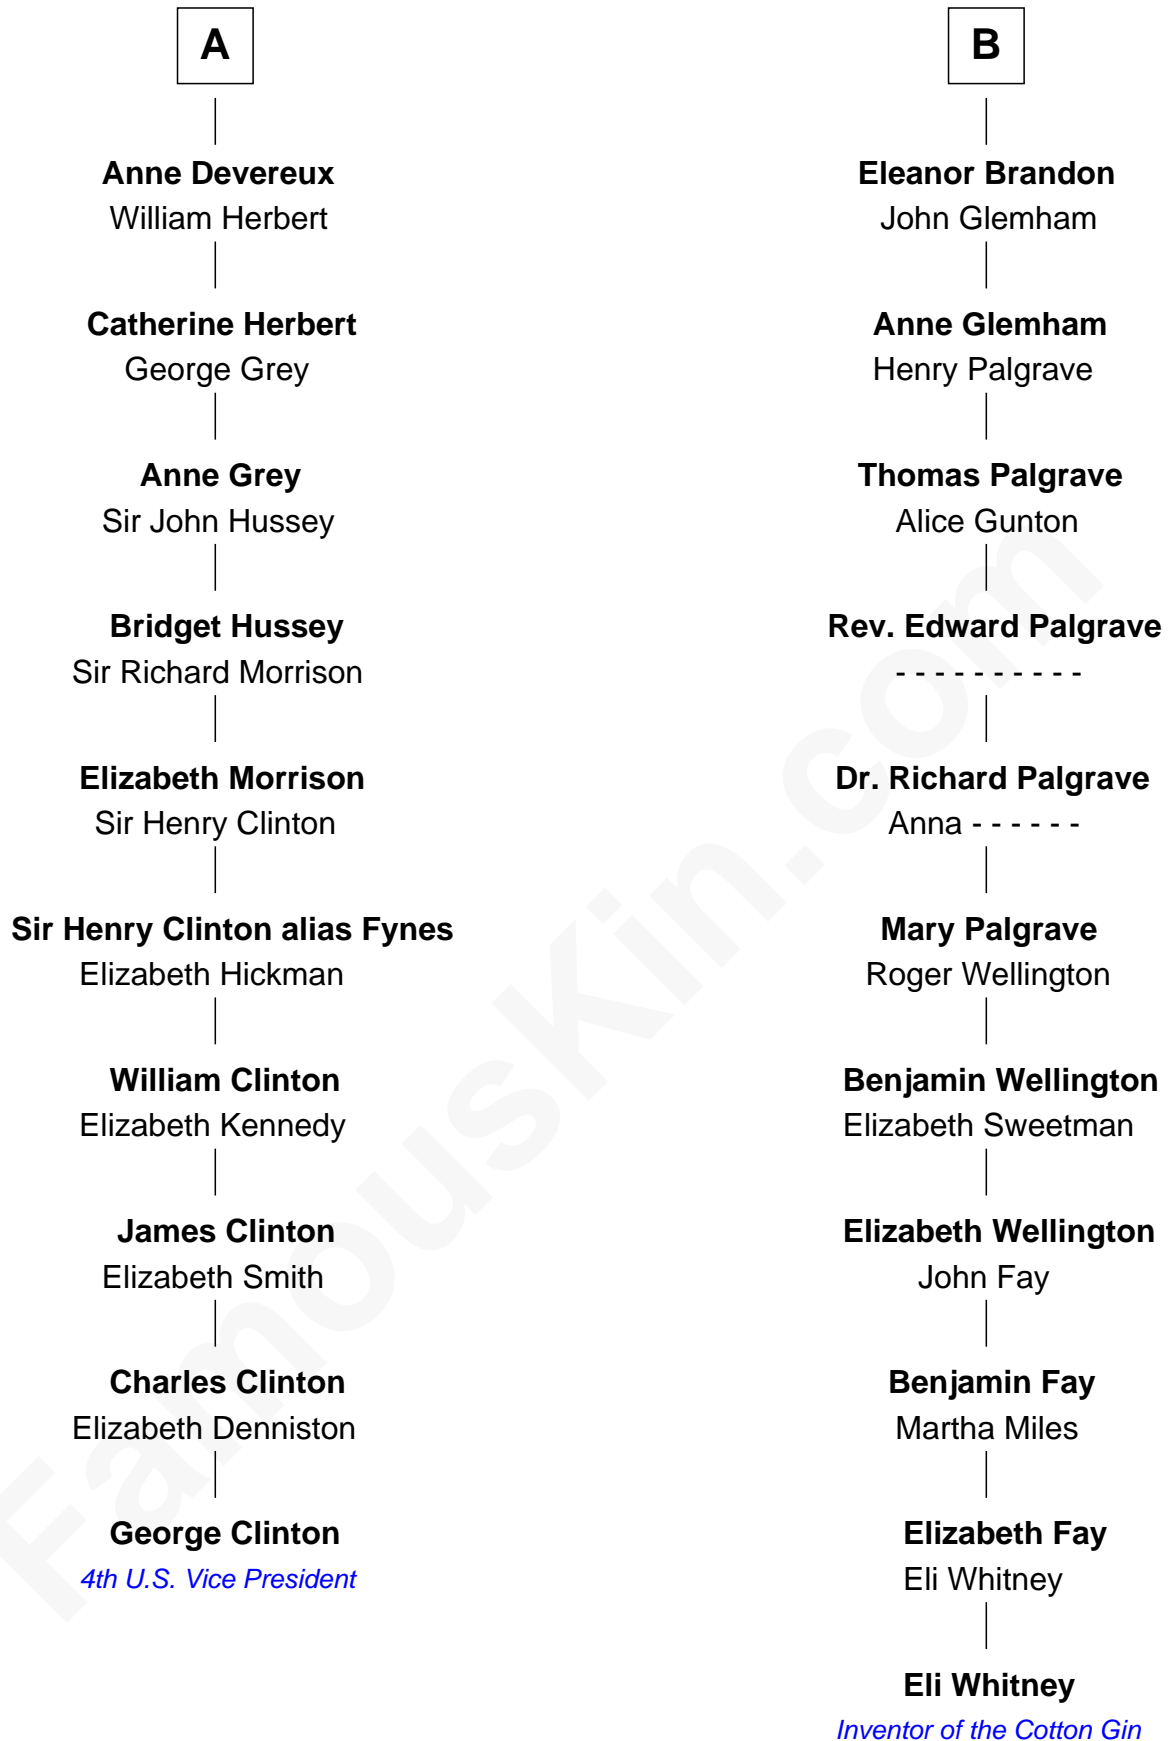 A
Anne Devereux
William Herbert
Catherine Herbert
George Grey
Anne Grey
Sir John Hussey
Bridget Hussey
Sir Richard Morrison
Elizabeth Morrison
Sir Henry Clinton
Sir Henry Clinton alias Fynes
Elizabeth Hickman
William Clinton
Elizabeth Kennedy
James Clinton
Elizabeth Smith
Charles Clinton
Elizabeth Denniston
George Clinton
4th U.S. Vice President
B
Eleanor Brandon
John Glemham
Anne Glemham
Henry Palgrave
Thomas Palgrave
Alice Gunton
Rev. Edward Palgrave
- - - - - - - - - -
Dr. Richard Palgrave
Anna - - - - - -
Mary Palgrave
Roger Wellington
Benjamin Wellington
Elizabeth Sweetman
Elizabeth Wellington
John Fay
Benjamin Fay
Martha Miles
Elizabeth Fay
Eli Whitney
Eli Whitney
Inventor of the Cotton Gin
FamousKin.com